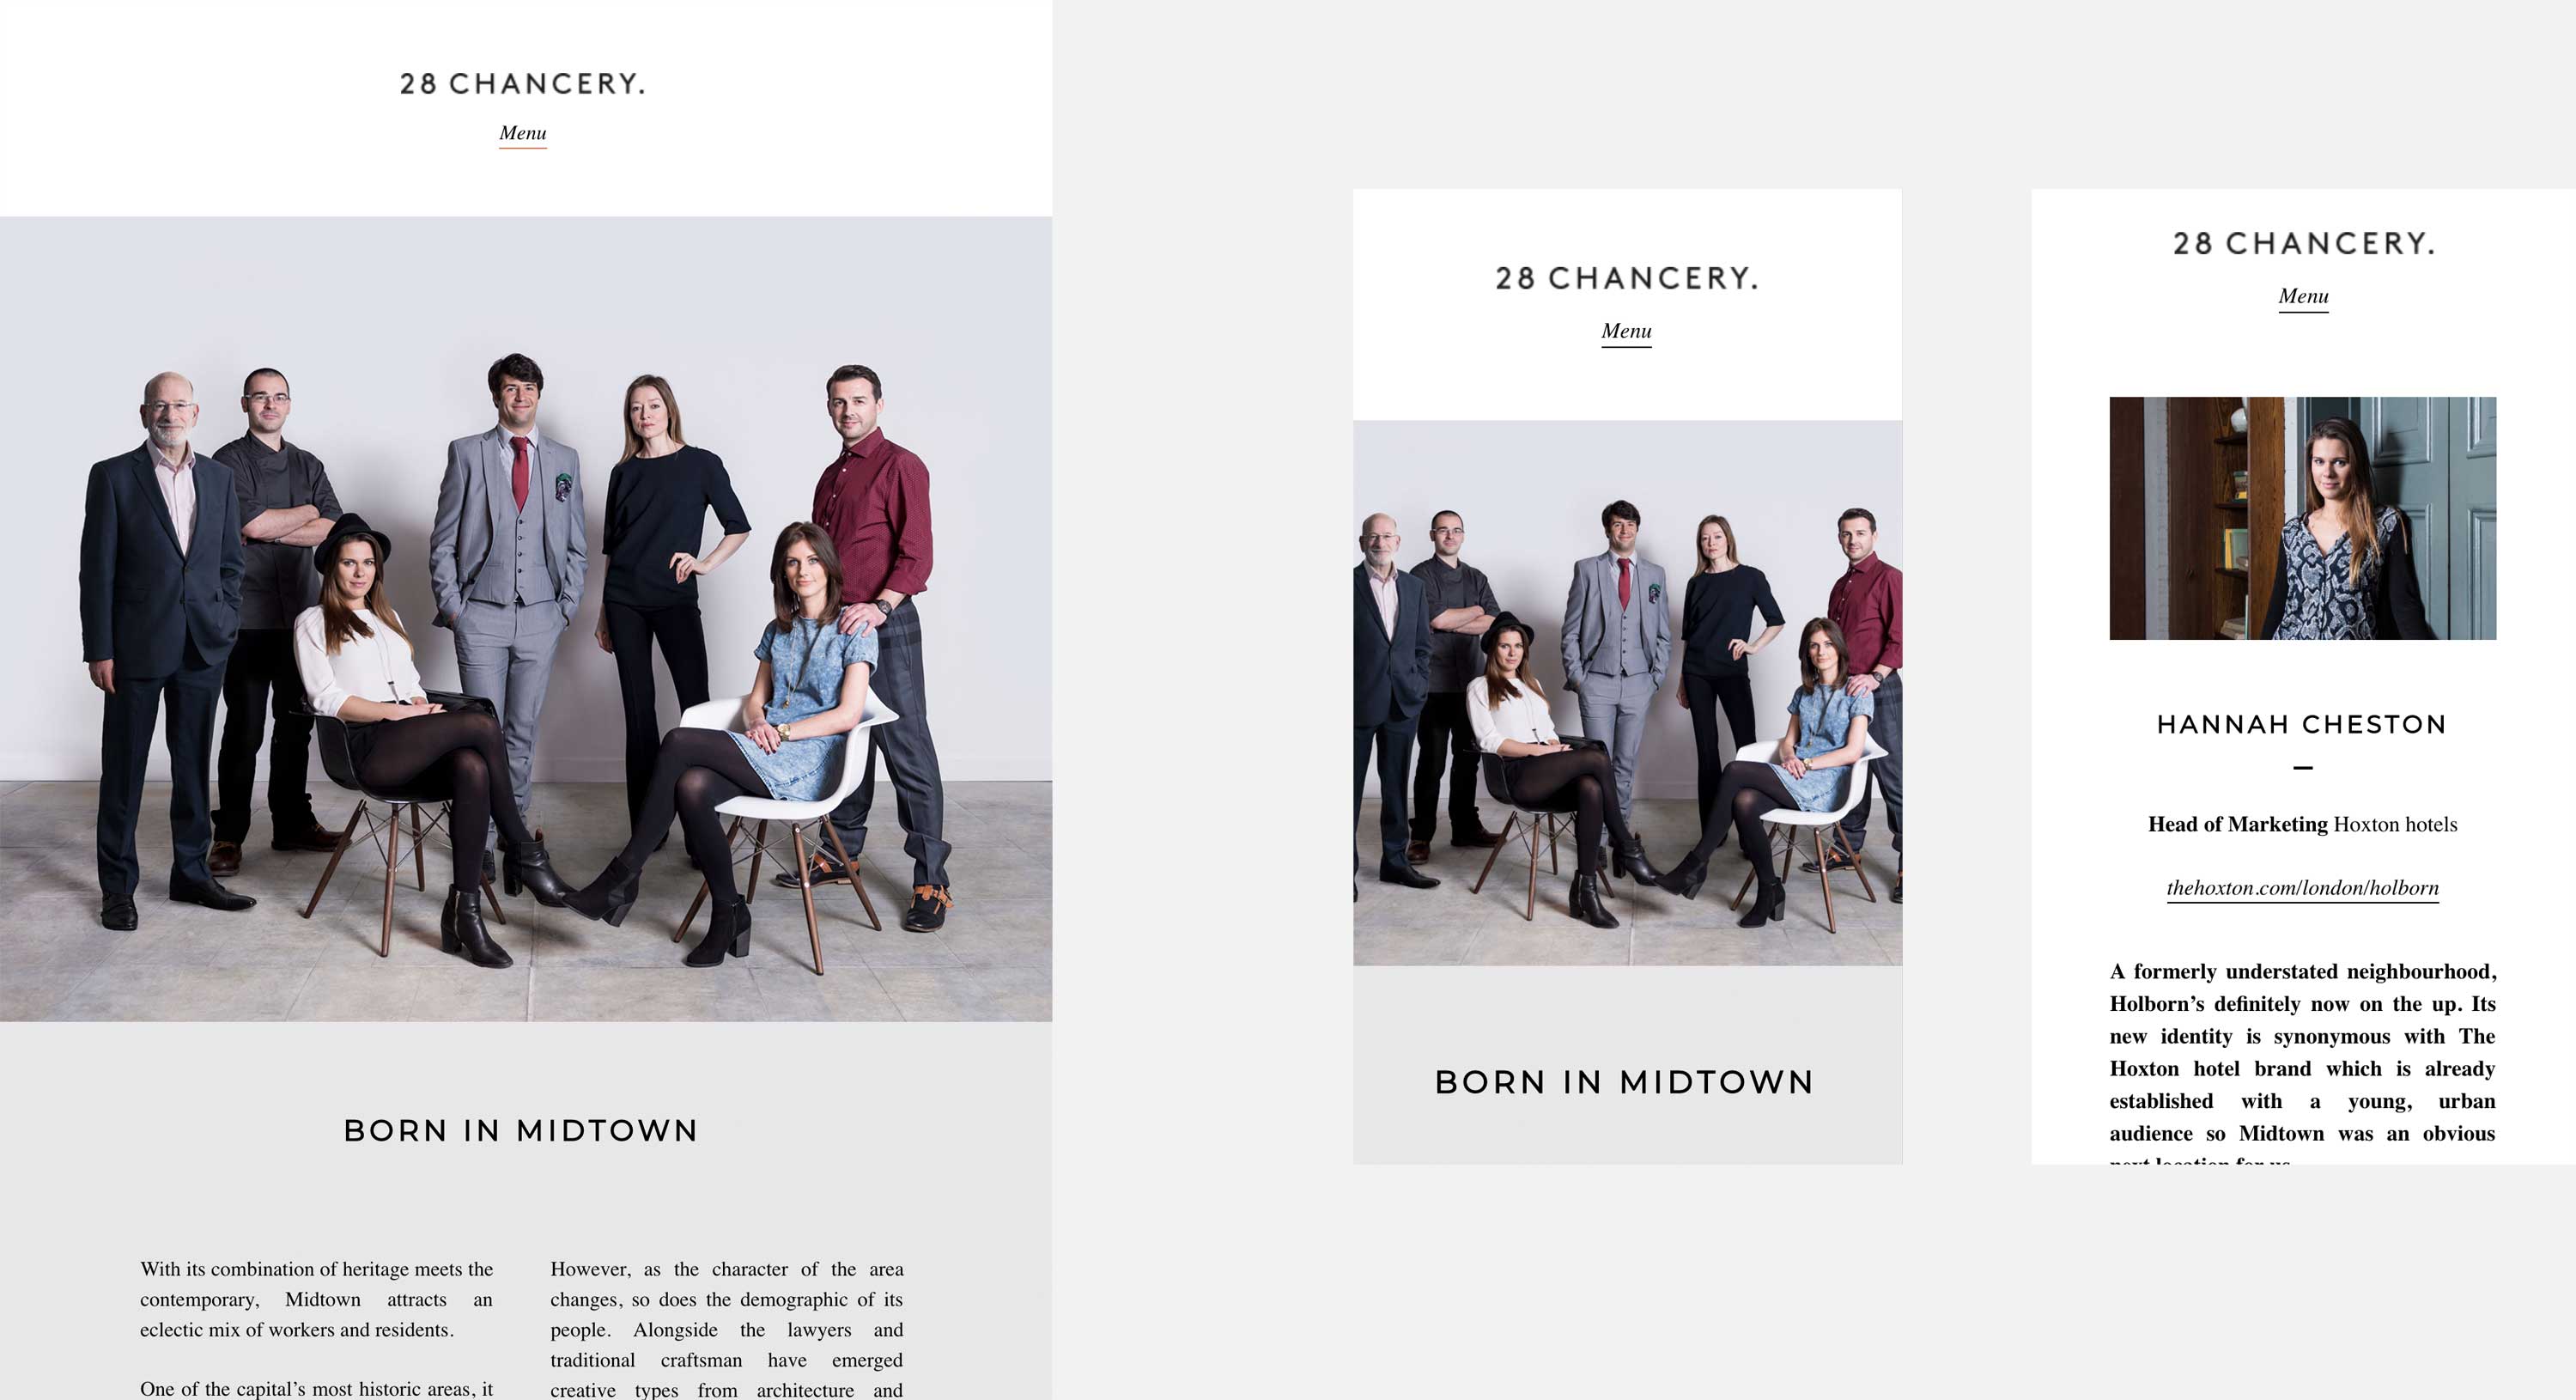 28 CHANCERY.
Menu
BORN IN MIDTOWN
With its combination of heritage meets the
contemporary, Midtown attracts an
eclectic mix of workers and residents.
One of the capital’s most historic areas, it
However, as the character of the area
changes, so does the demographic of its
people. Alongside the lawyers and
traditional craftsman have emerged
creative types from architecture and
28 CHANCERY.
Menu
BORN IN MIDTOWN
28 CHANCERY.
Menu
HANNAH CHESTON
—
Head of Marketing Hoxton hotels
thehoxton.com/london/holborn
A formerly understated neighbourhood,
Holborn’s definitely now on the up. Its
new identity is synonymous with The
Hoxton hotel brand which is already
established with a young, urban
audience so Midtown was an obvious
next location for us